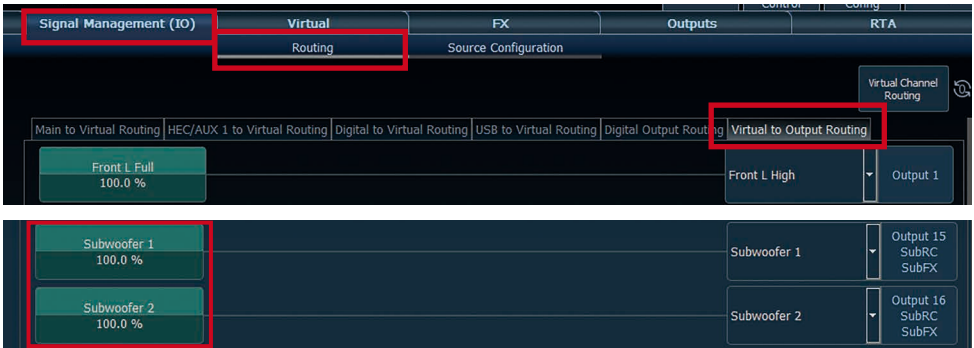 Control Config
Signal Management (IO) Virtual FX Outputs RTA
Routing Source Configuration
Virtual Channel
Routing
Main to Virtual Routing HEC/AUX 1 to Virtual Routing Digital to Virtual Routing USB to Virtual Routing Digital Output Routing Virtual to Output Routing
Front L Full
100.0 %
Front L High
Output 1
Subwoofer 1
100.0 %
Subwoofer 1
Output 15
SubRC
SubFX
Subwoofer 2
100.0 %
Subwoofer 2
Output 16
SubRC
SubFX